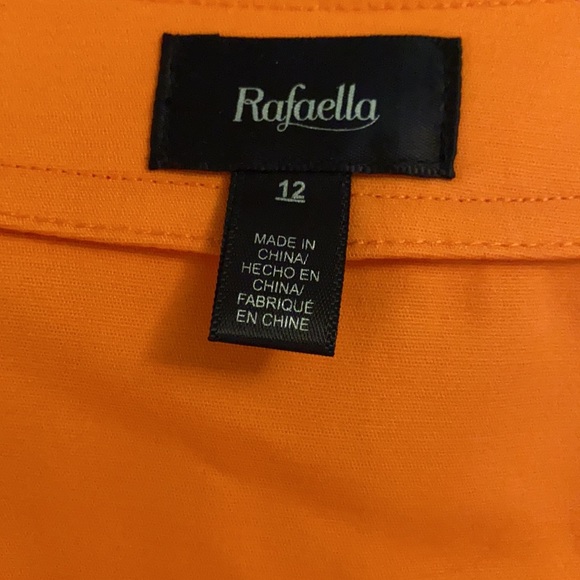 Rafaella
12
MADE IN
CHINA/
HECHO EN
CHINA/
FABRIQUÉ
EN CHINE